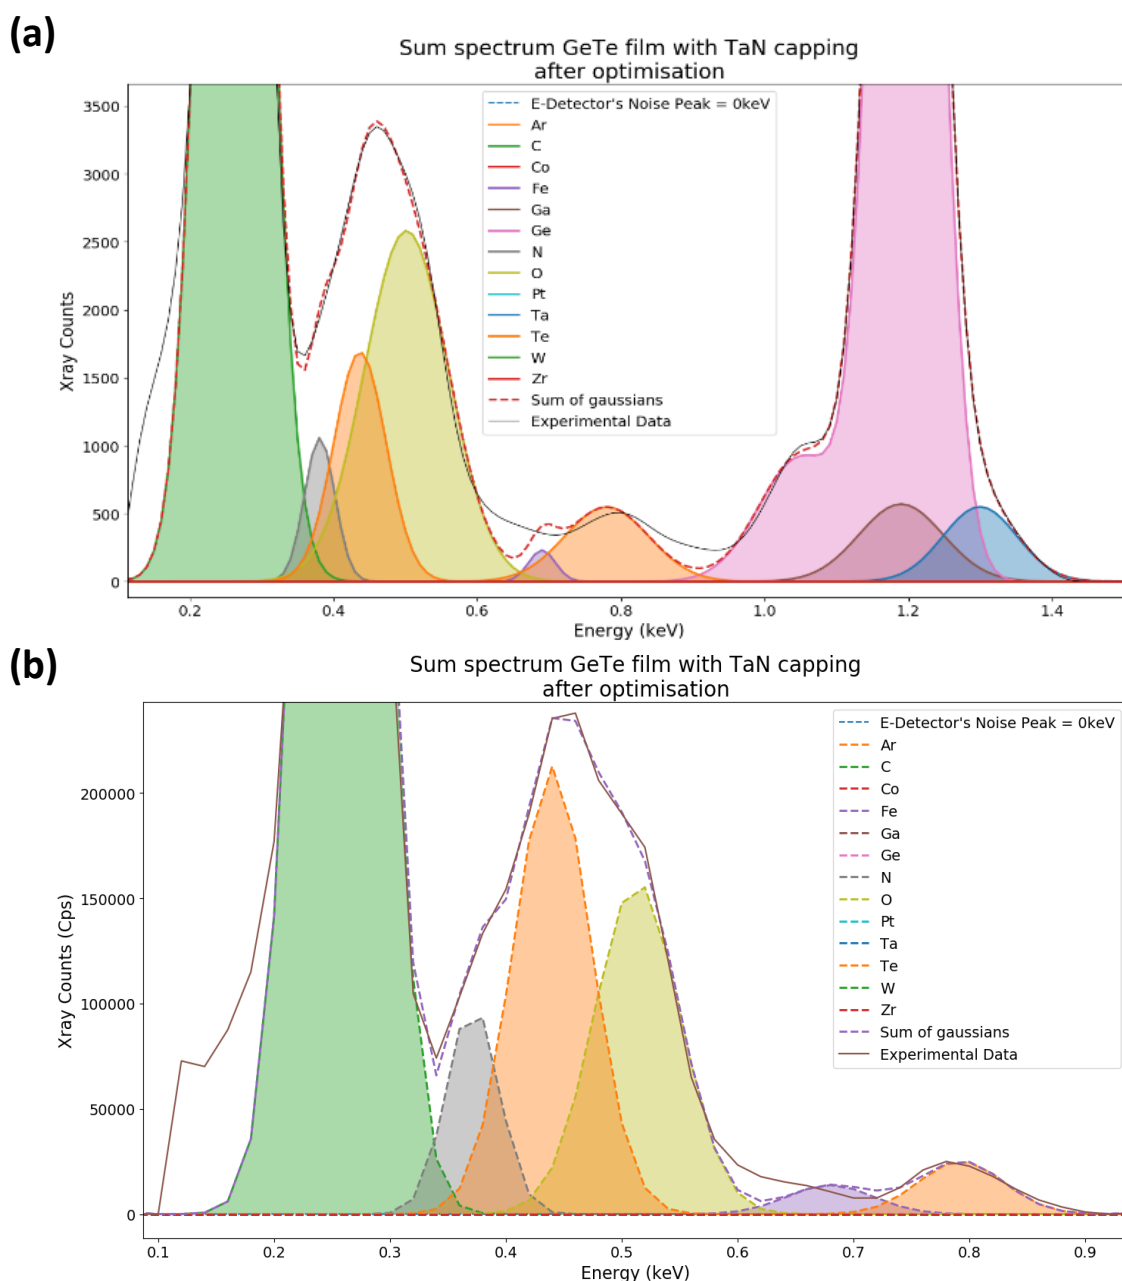 (a)
Sum spectrum GeTe film with TaN capping
after optimisation
3500
3000
2500
2000
1500
1000
500
0
Xray Counts
E-Detector's Noise Peak = 0keV
Ar
C
Co
Fe
Ga
Ge
N
O
Pt
Ta
Te
W
Zr
Sum of gaussians
Experimental Data
0.2
0.4
0.6
0.8
1.0
1.2
1.4
Energy (keV)
(b)
Sum spectrum GeTe film with TaN capping
after optimisation
200000
150000
100000
50000
0
Xray Counts (Cps)
E-Detector's Noise Peak = 0keV
Ar
C
Co
Fe
Ga
Ge
N
O
Pt
Ta
Te
W
Zr
Sum of gaussians
Experimental Data
0.1
0.2
0.3
0.4
0.5
0.6
0.7
0.8
0.9
Energy (keV)